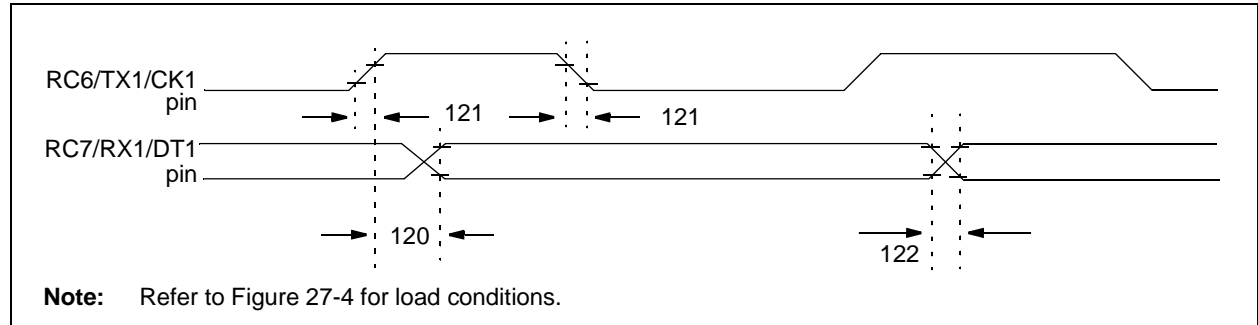 RC6/TX1/CK1
pin
121
121
RC7/RX1/DT1
pin
120
122
Note: Refer to Figure 27-4 for load conditions.